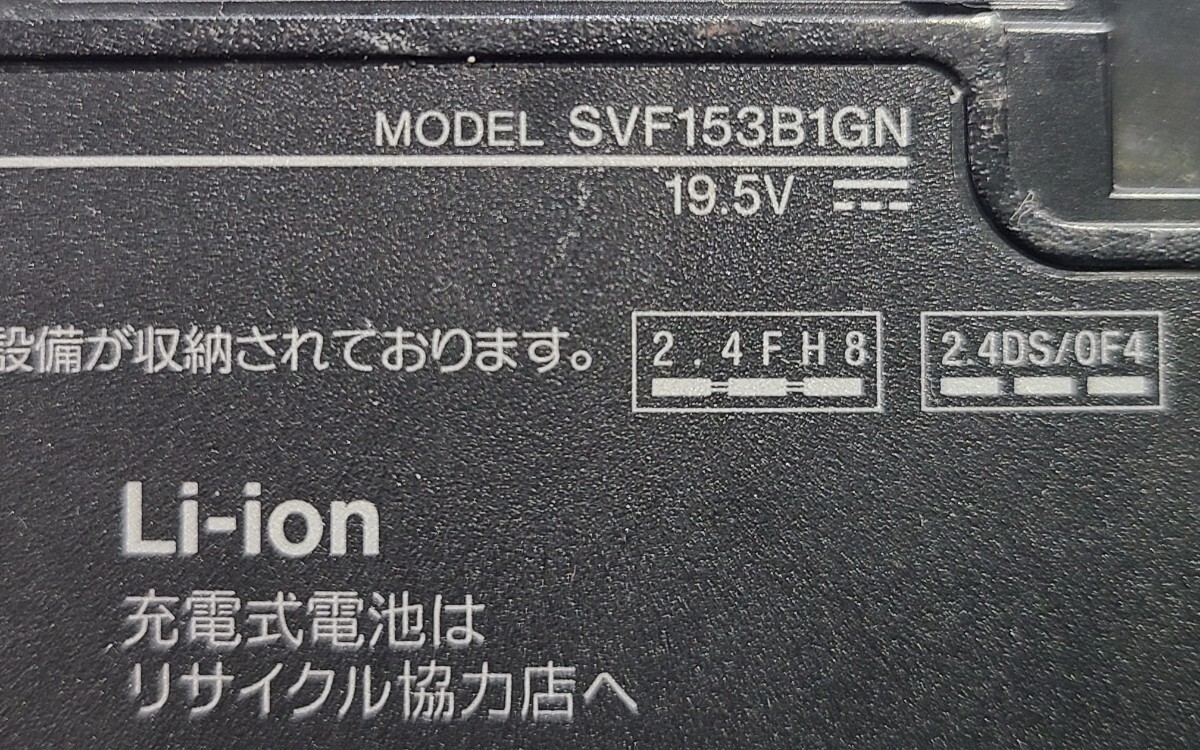 MODEL SVF153B1GN
19.5V
設備が収納されております。
2.4FH8
2.4DS/OF4
Li-ion
充電式電池は
リサイクル協力店へ